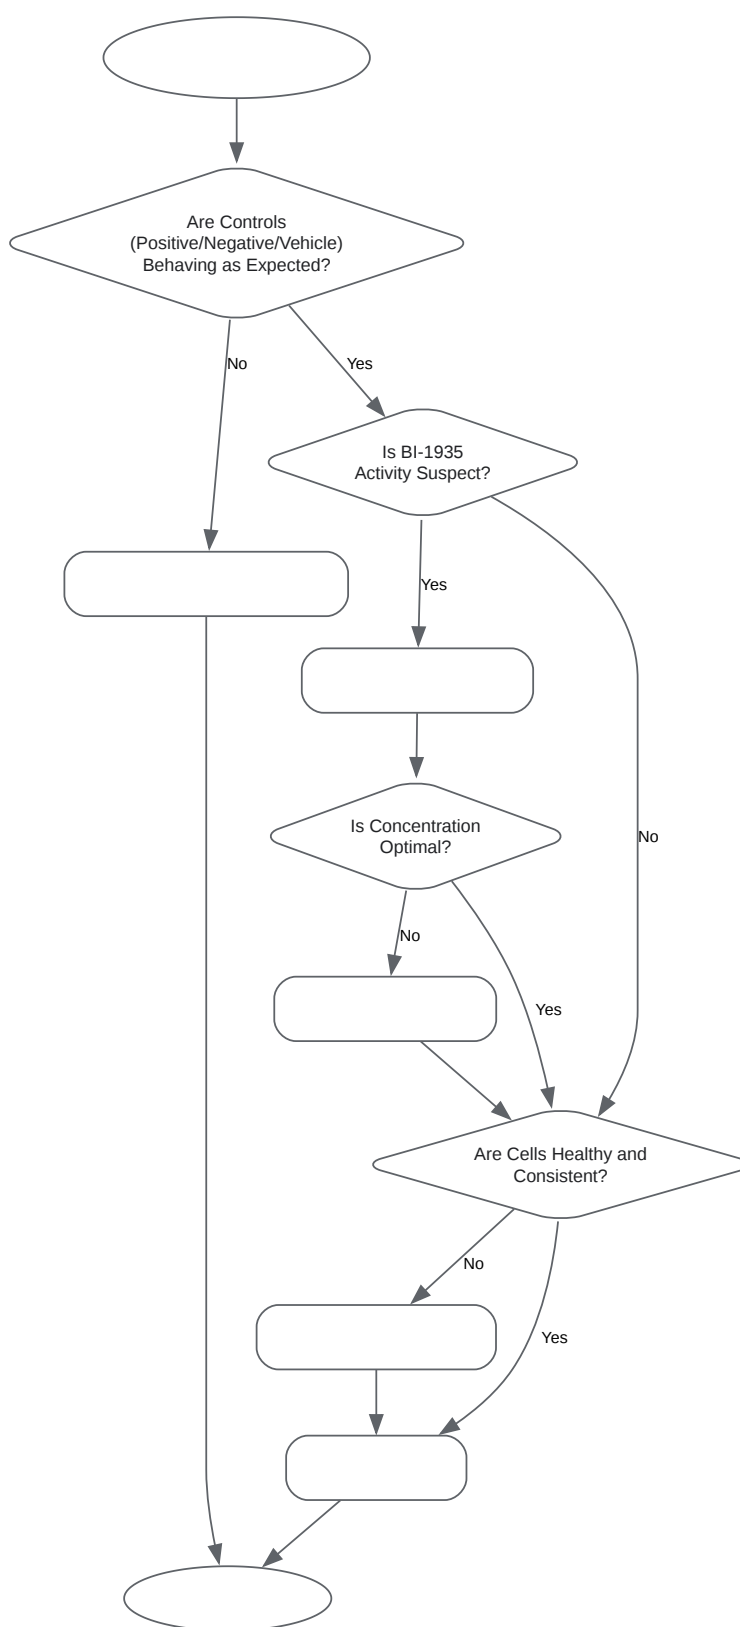 Are Controls
(Positive/Negative/Vehicle)
Behaving as Expected?
No
Yes
Is BI-1935
Activity Suspect?
Yes
Is Concentration
Optimal?
No
No
Yes
Are Cells Healthy and
Consistent?
No
Yes